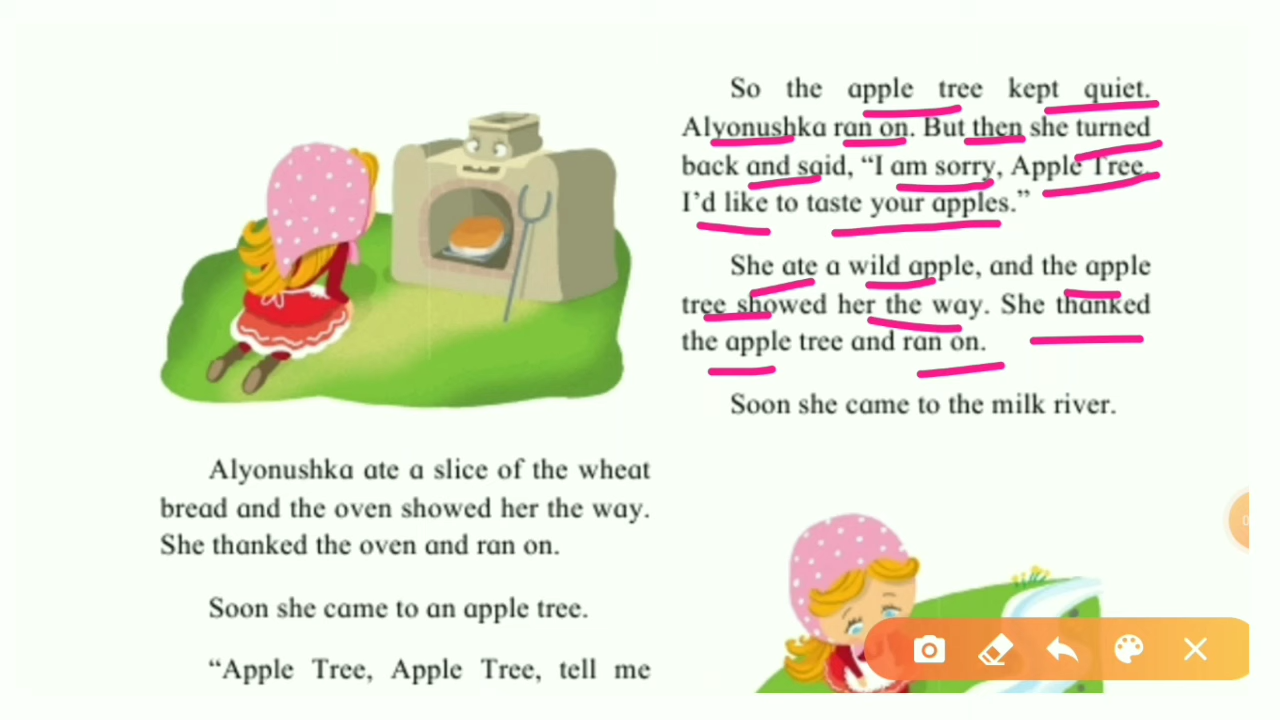 Alyonushka ate a slice of the wheat
bread and the oven showed her the way.
She thanked the oven and ran on.
Soon she came to an apple tree.
“Apple Tree, Apple Tree, tell me
So the apple tree kept quiet.
Alyonushka ran on. But then she turned
back and said, “I am sorry, Apple Tree.
I’d like to taste your apples.”
She ate a wild apple, and the apple
tree showed her the way. She thanked
the apple tree and ran on.
Soon she came to the milk river.